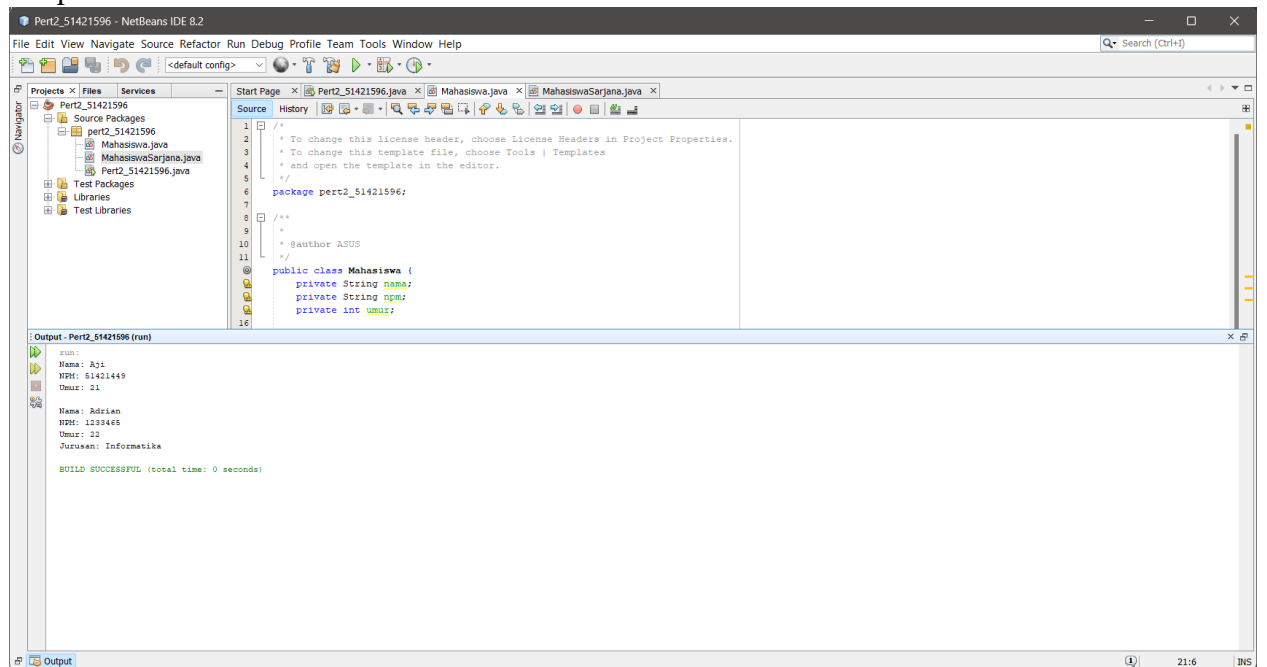 Pert2_51421596 - NetBeans IDE 8.2
File Edit View Navigate Source Refactor Run Debug Profile Team Tools Window Help
Search (Ctrl+I)
<default config>
Projects Files Services
Navigator
Pert2_51421596
Source Packages
pert2_51421596
Mahasiswa.java
MahasiswaSarjana.java
Pert2_51421596.java
Test Packages
Libraries
Test Libraries
Start Page Pert2_51421596.java Mahasiswa.java MahasiswaSarjana.java
Source History
1 /*
2 * To change this license header, choose License Headers in Project Properties.
3 * To change this template file, choose Tools | Templates
4 * and open the template in the editor.
5 */
6 package pert2_51421596;
7
8 /**
9 *
10 * @author ASUS
11 */
public class Mahasiswa {
private String nama;
private String npm;
private int umur;
16
Output - Pert2_51421596 (run)
run:
Nama: Aji
NPM: 51421449
Umur: 21
Nama: Adrian
NPM: 1233465
Umur: 22
Jurusan: Informatika
BUILD SUCCESSFUL (total time: 0 seconds)
Output
1
21:6
INS